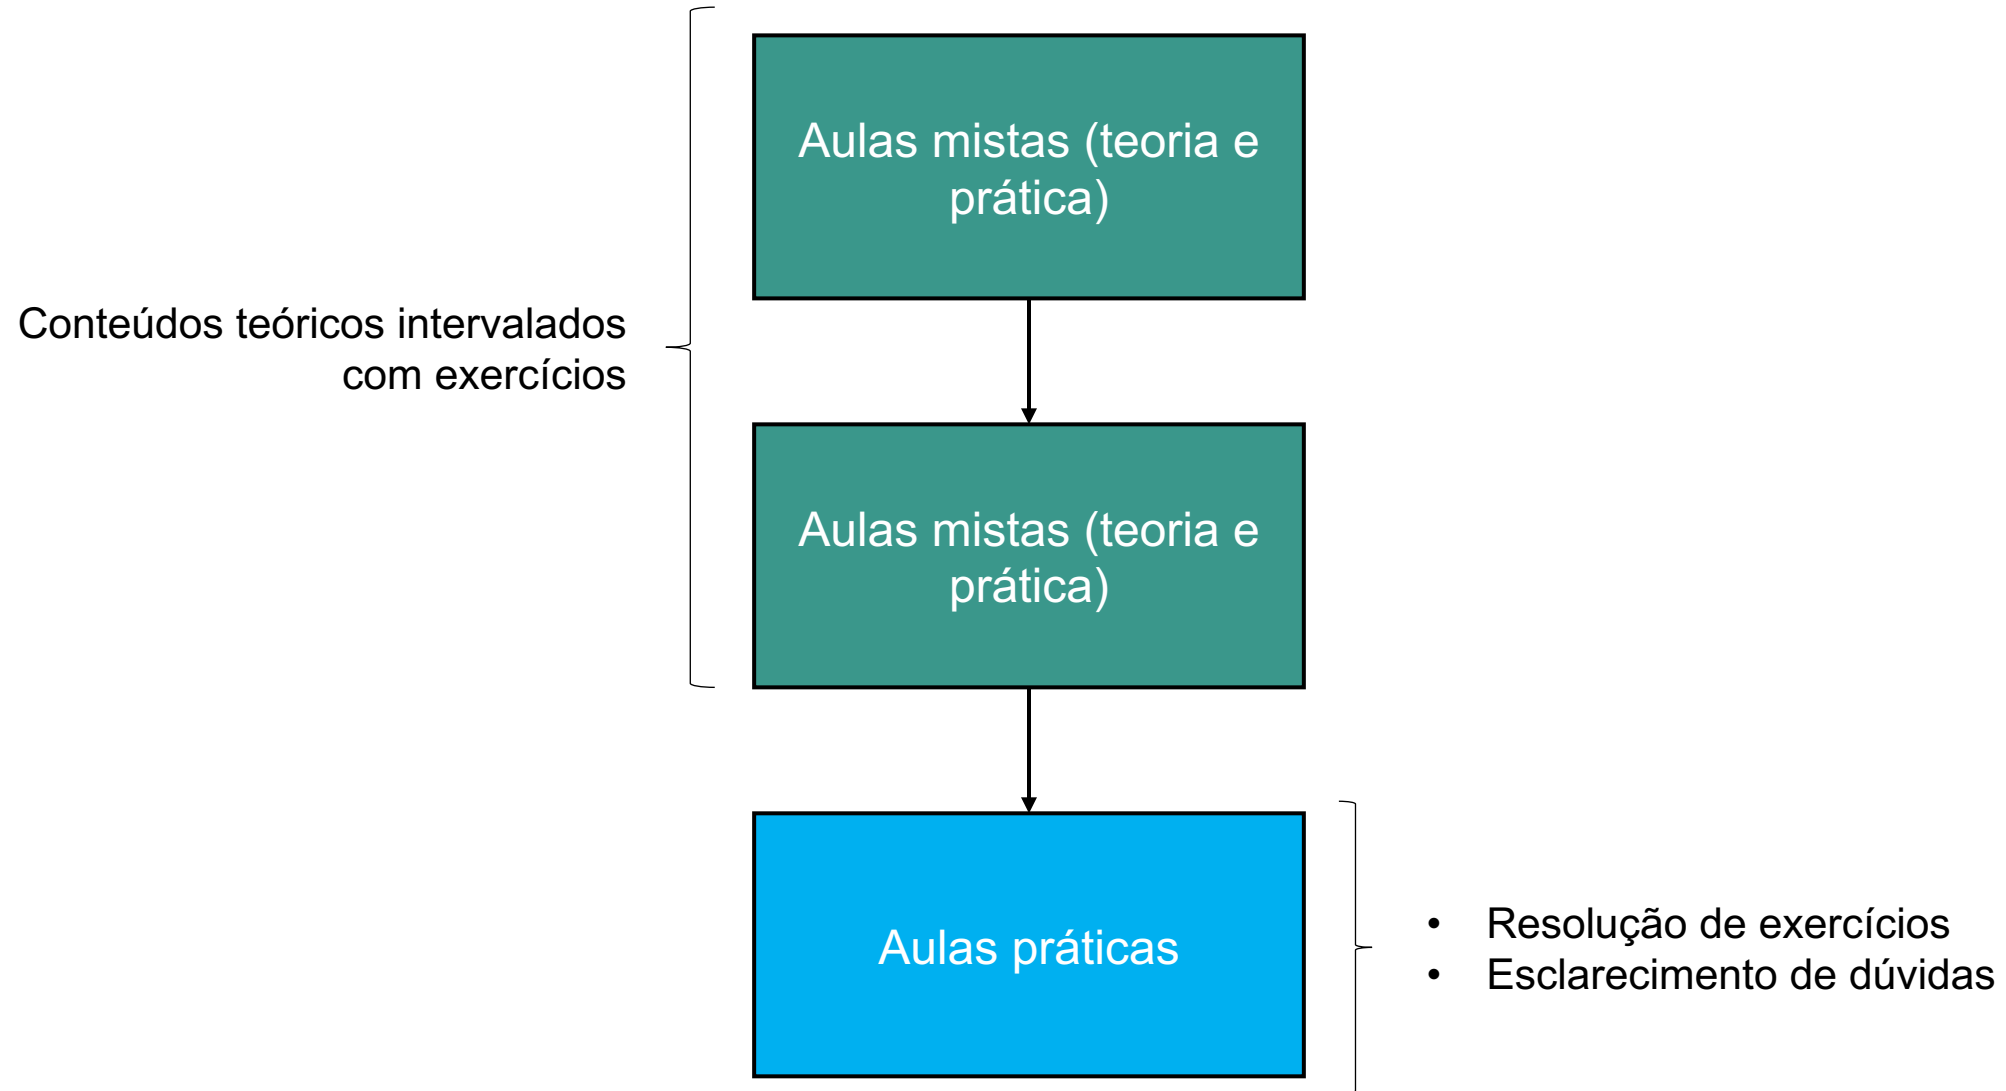 Aulas mistas (teoria e
prática)
Conteúdos teóricos intervalados
com exercícios
Aulas mistas (teoria e
prática)
Aulas práticas
• Resolução de exercícios
• Esclarecimento de dúvidas